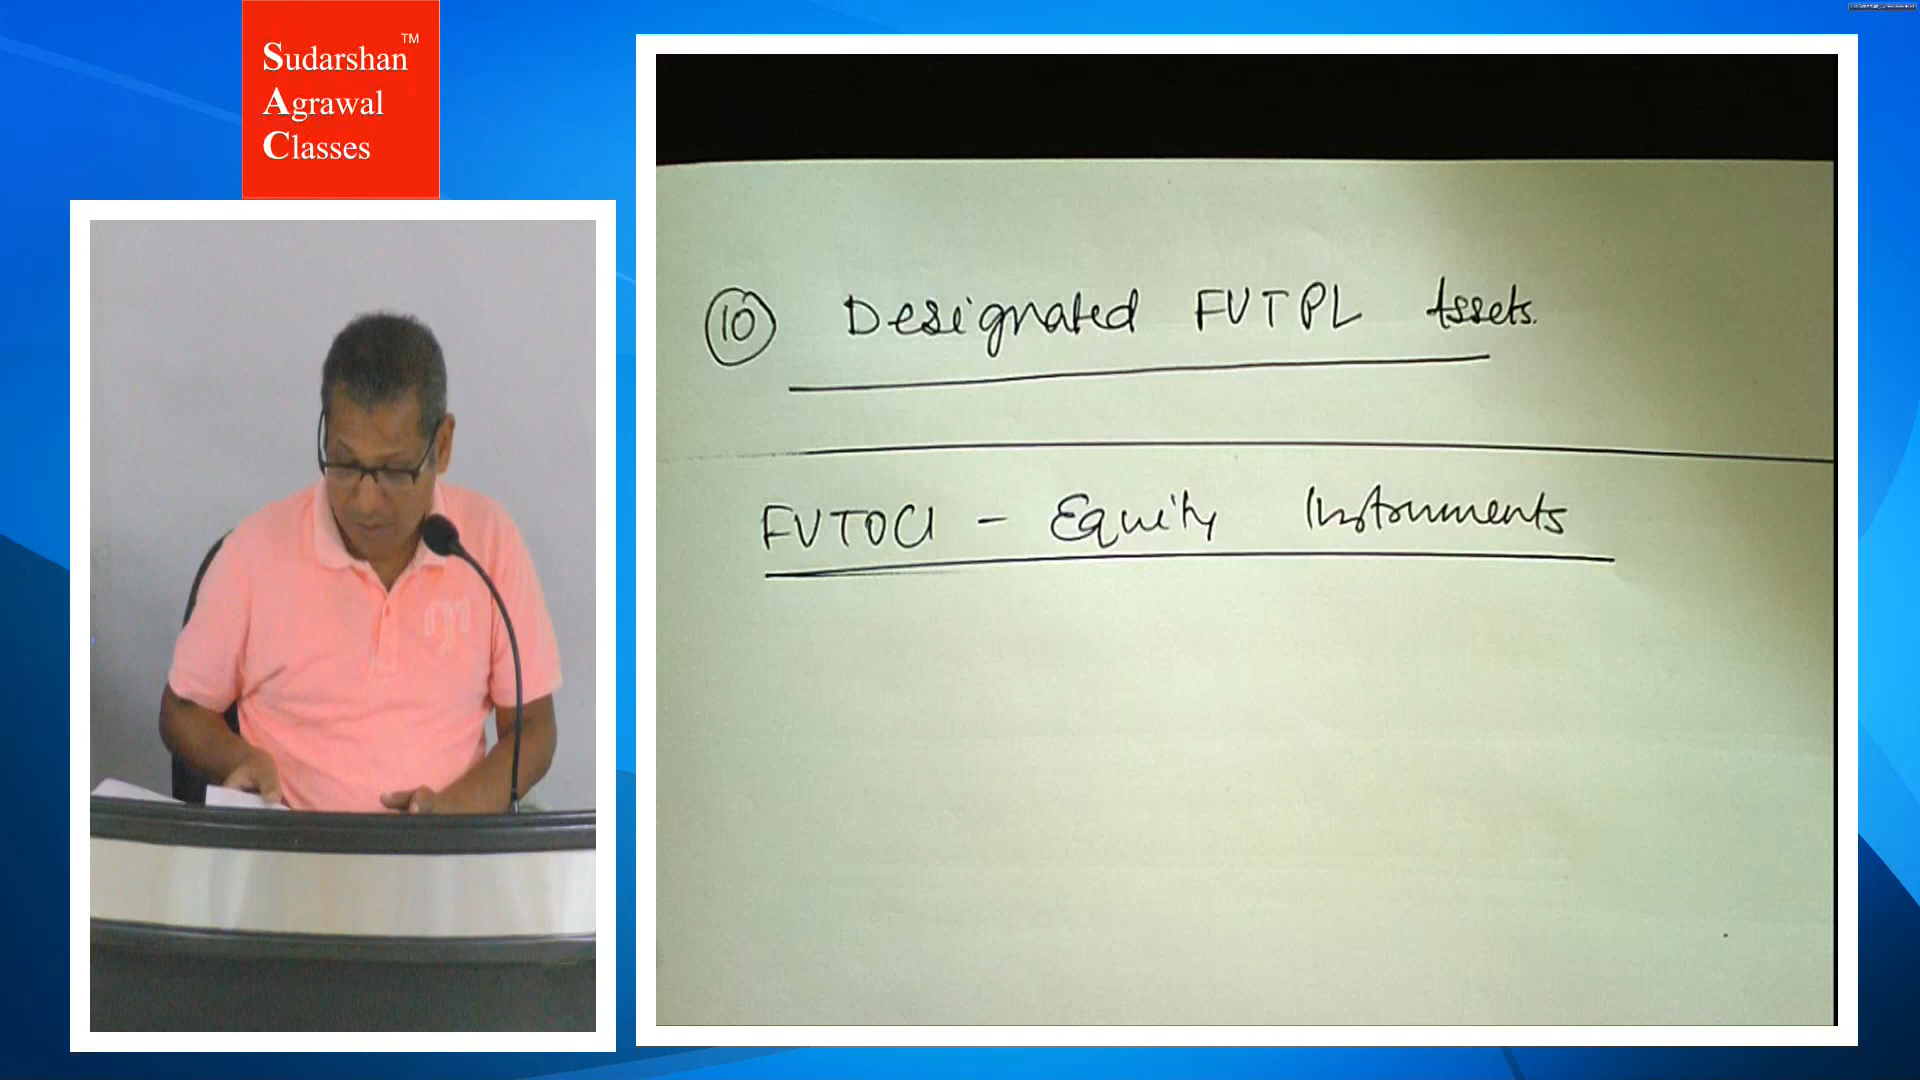 Sudarshan™
Agrawal
Classes
10 Designated FVTPL Assets.
FVTOCI - Equity Instruments